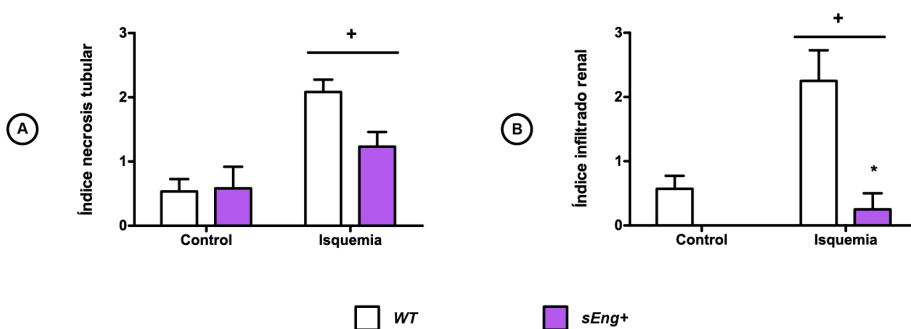 A
Índice necrosis tubular
3
2
1
0
+
Control
Isquemia
B
Índice infiltrado renal
3
2
1
0
+
*
Control
Isquemia
WT
sEng+